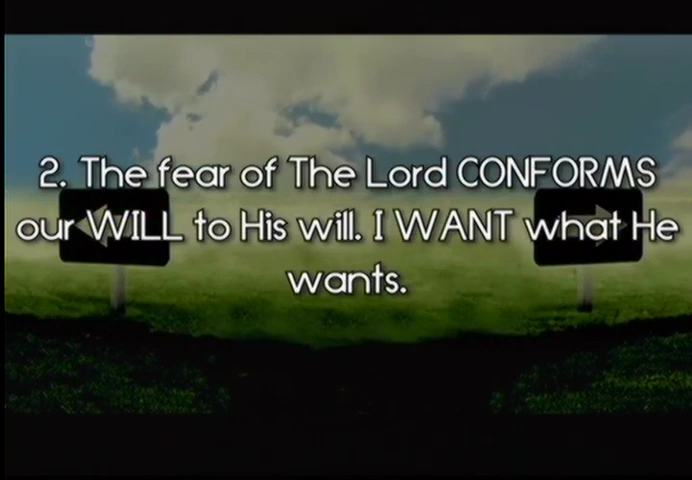 2. The fear of The Lord CONFORMS
our WILL to His will. I WANT what He
wants.